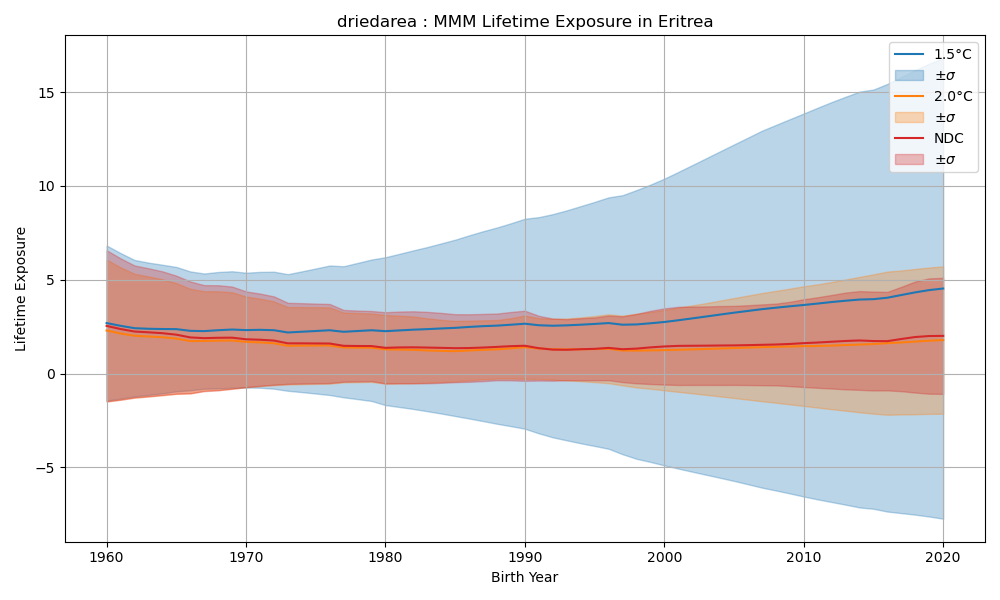 driedarea : MMM Lifetime Exposure in Eritrea
Lifetime Exposure
15
10
5
0
−5
1960 1970 1980 1990 2000 2010 2020
Birth Year
1.5°C
±σ
2.0°C
±σ
NDC
±σ